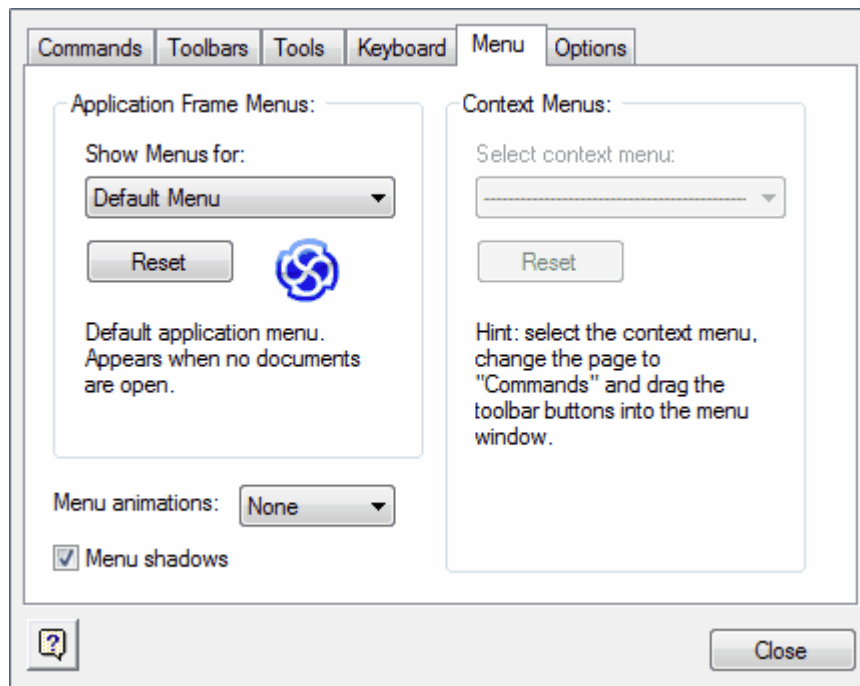 Commands Toolbars Tools Keyboard Menu Options
Application Frame Menus:
Show Menus for:
Default Menu
Reset
Default application menu.
Appears when no documents
are open.
Menu animations: None
Menu shadows
Context Menus:
Select context menu:
Reset
Hint: select the context menu,
change the page to
"Commands" and drag the
toolbar buttons into the menu
window.
?
Close